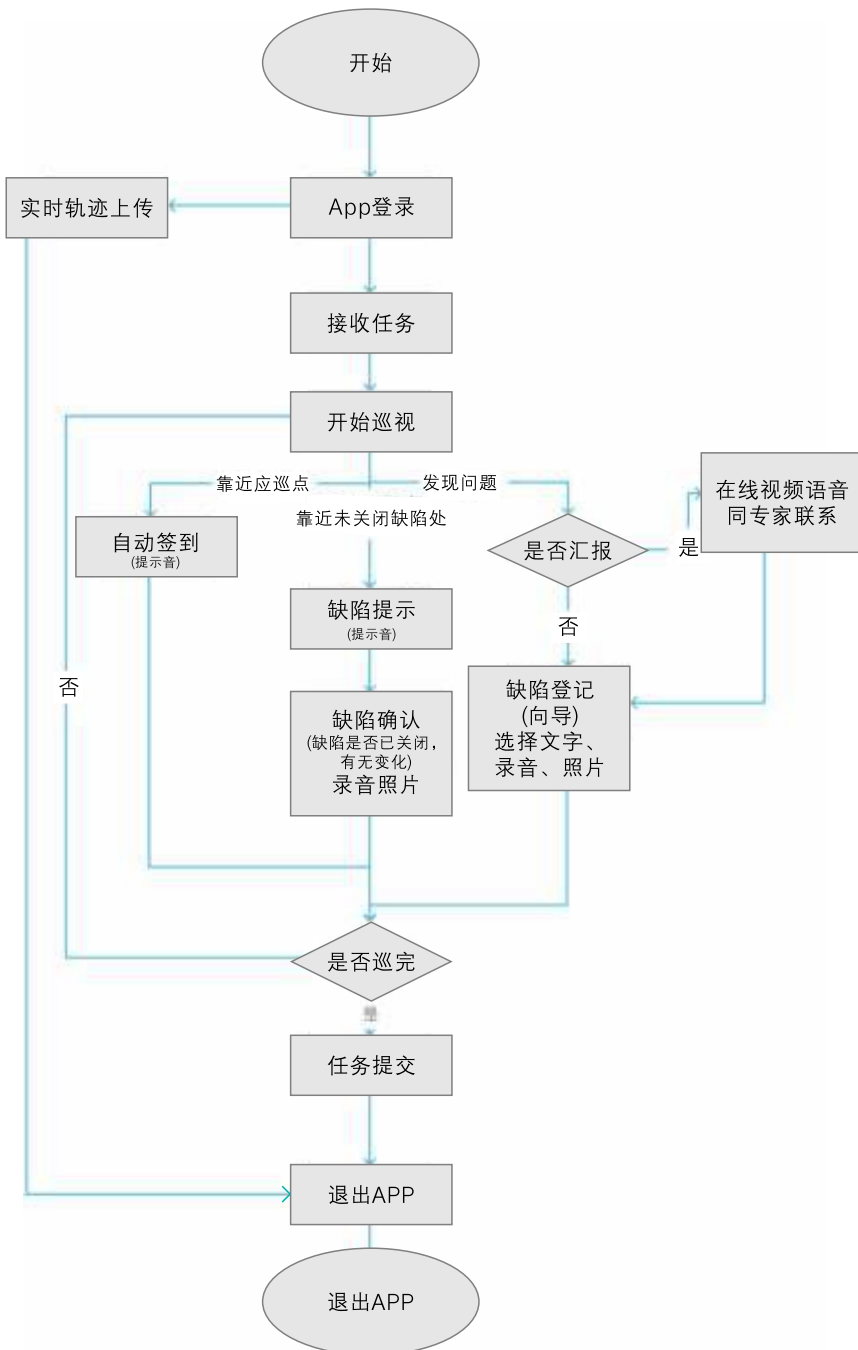 开始
实时轨迹上传
App登录
接收任务
开始巡视
靠近应巡点
发现问题
靠近未关闭缺陷处
自动签到
(提示音)
是否汇报
是
在线视频语音
同专家联系
缺陷提示
(提示音)
否
否
缺陷确认
(缺陷是否已关闭，
有无变化)
录音照片
缺陷登记
(向导)
选择文字、
录音、照片
是否巡完
是
任务提交
退出APP
退出APP